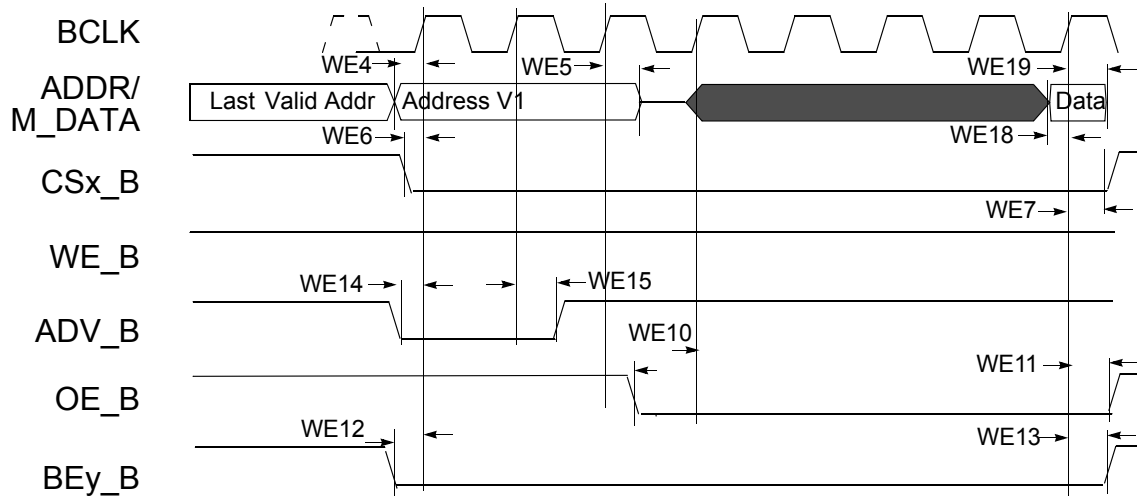 BCLK
WE4
WE5
WE19
ADDR/
M_DATA
Last Valid Addr
Address V1
Data
WE6
WE18
CSx_B
WE7
WE_B
WE14
WE15
ADV_B
WE10
WE11
OE_B
WE12
WE13
BEy_B